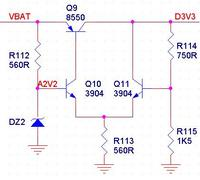 Q9
VBAT 8550 D3V3
R112
560R
R114
750R
A2V2 Q10 Q11
3904 3904
DZ2
R113
560R
R115
1K5